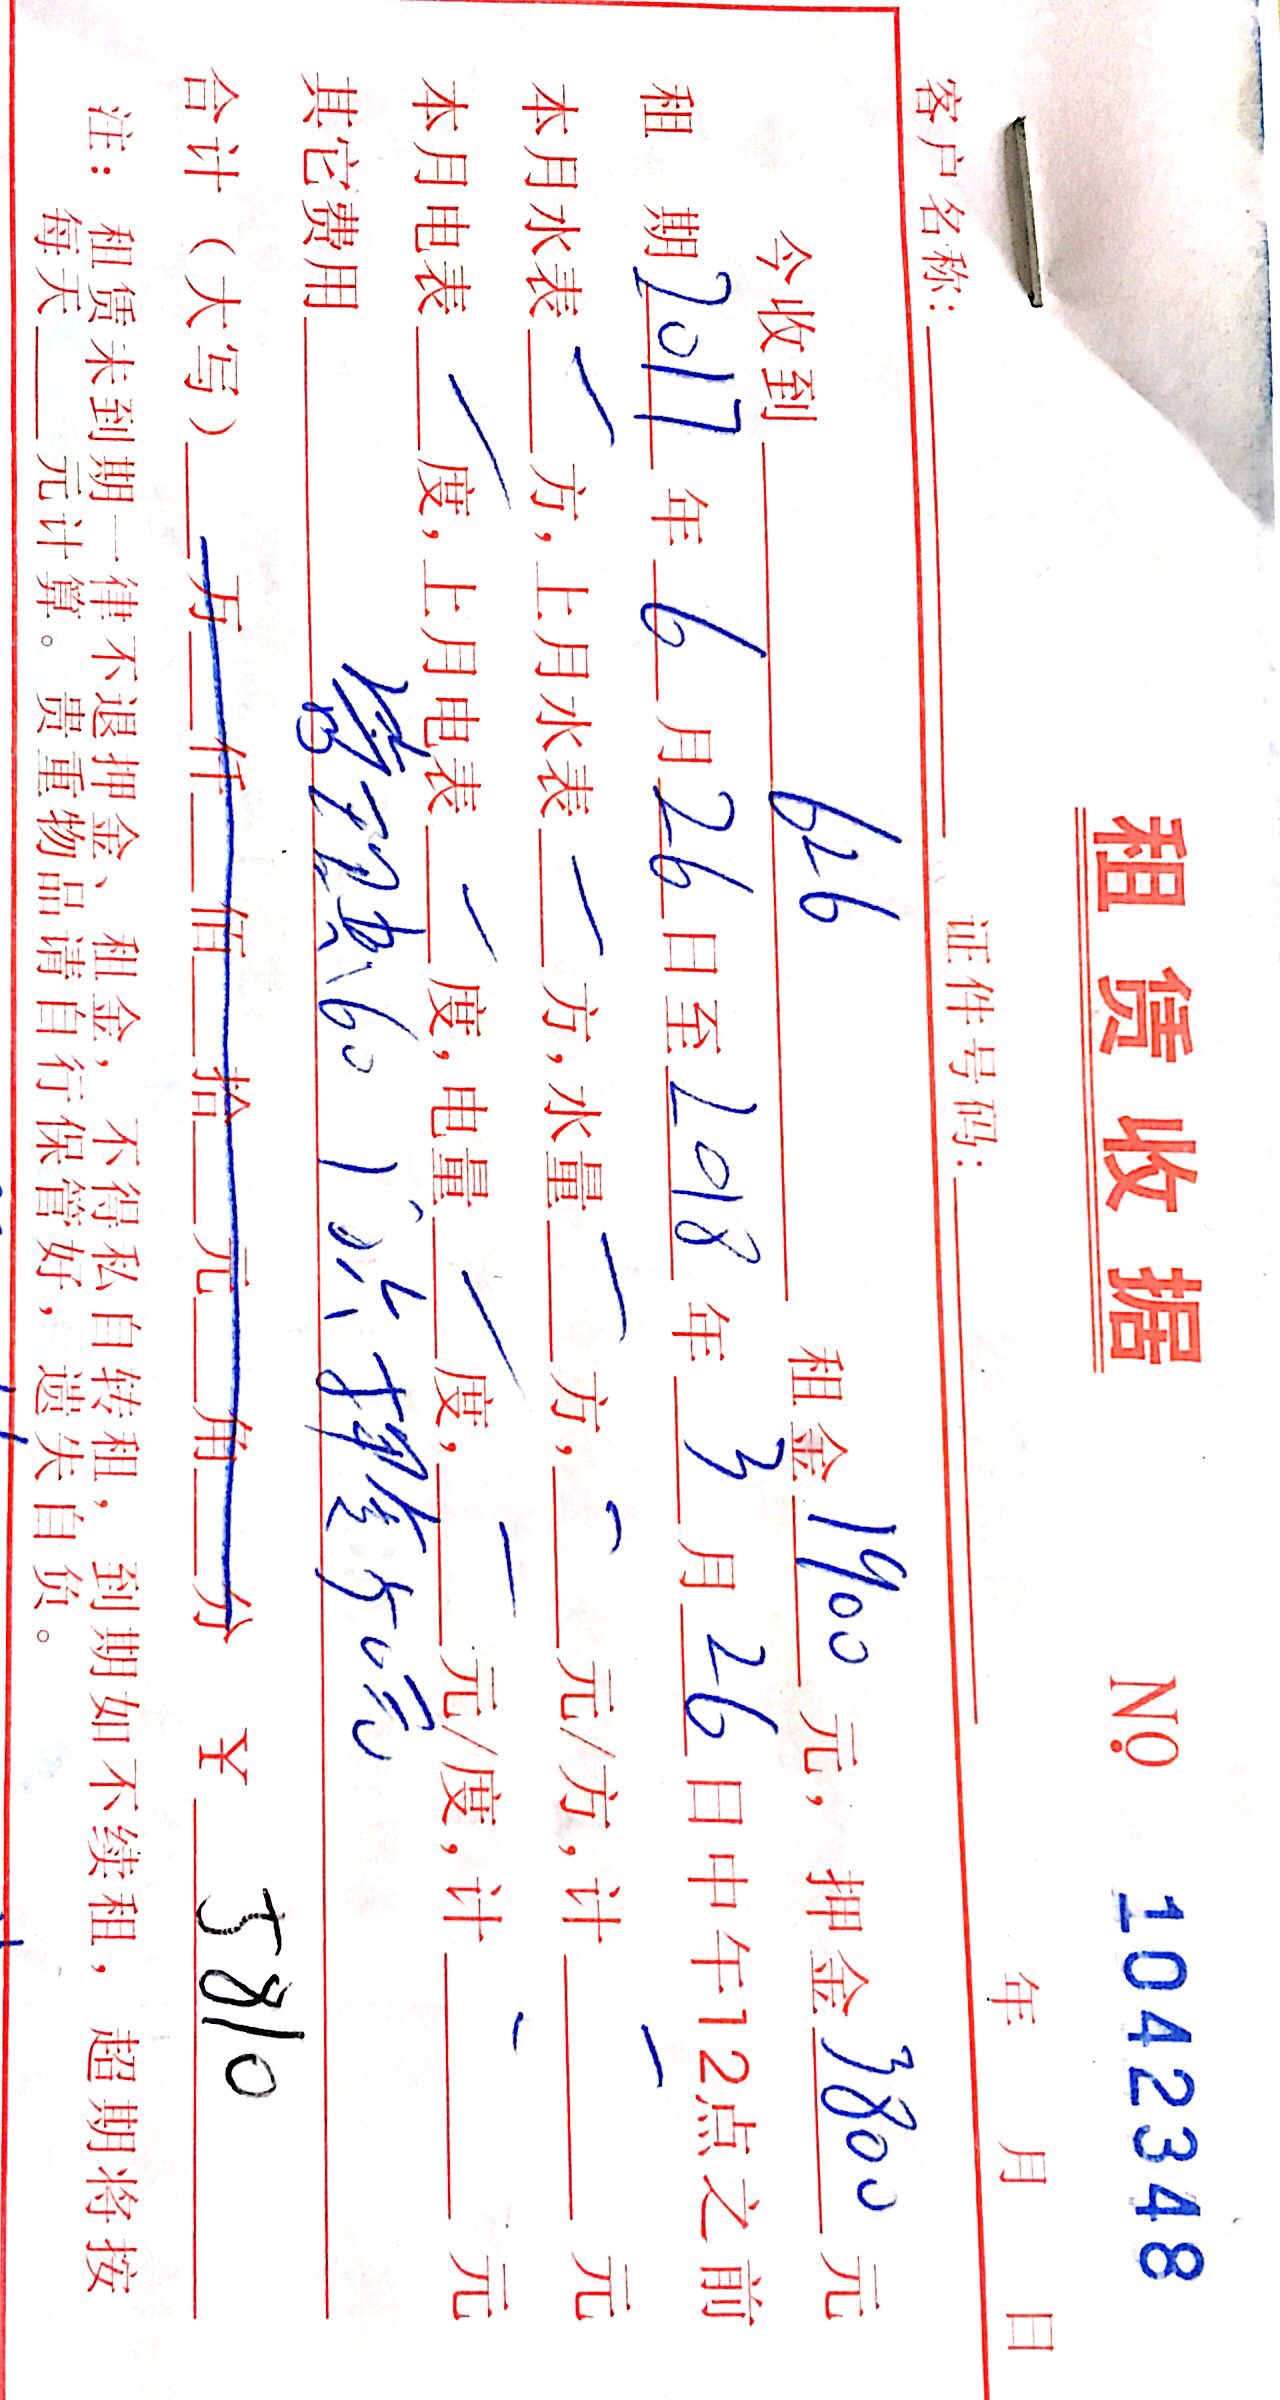 租赁收据 № 1042348
年 月 日
客户名称： 证件号码：
今收到 626 租金 1900 元，押金 3800 元
租 期 2017 年 6 月 26 日至 2018 年 3 月 26 日中午12点之前
本月水表 方，上月水表 方，水量 方， 元/方，计 元
本月电表 度，上月电表 度，电量 度， 元/度，计 元
其它费用 管理费60 50元
合计（大写） 万 仟 佰 拾 元 角 分 ￥ 5810
注：租赁未到期一律不退押金、租金，不得私自转租，到期如不续租，超期将按
每天 元计算。贵重物品请自行保管好，遗失自负。